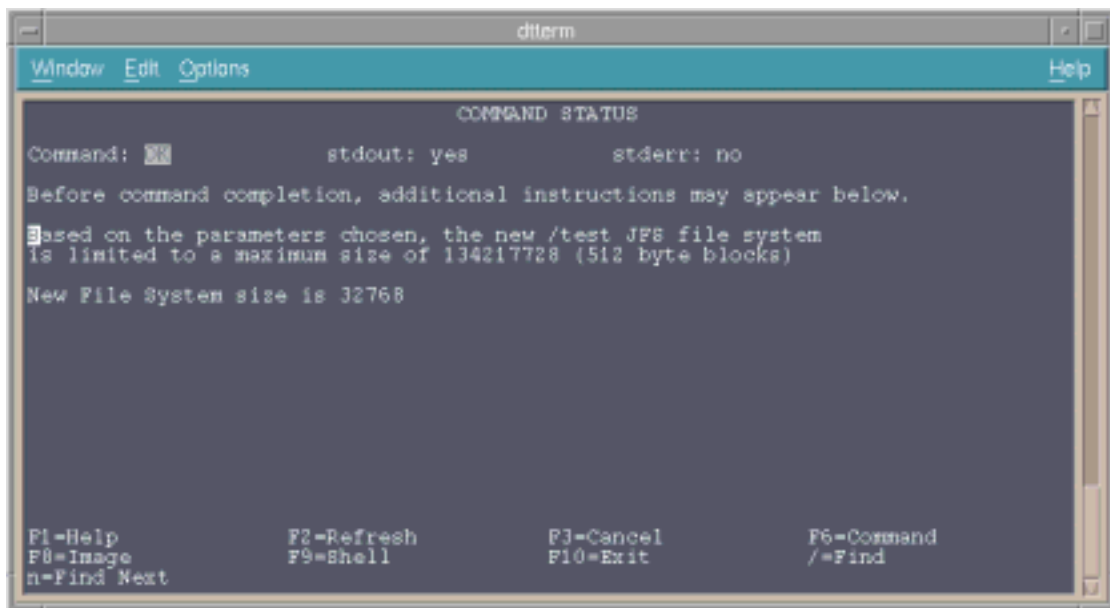 dtterm
Window Edit Options Help
COMMAND STATUS
Command: OK stdout: yes stderr: no
Before command completion, additional instructions may appear below.
Based on the parameters chosen, the new /test JFS file system
is limited to a maximum size of 134217728 (512 byte blocks)
New File System size is 32768
F1=Help F2=Refresh F3=Cancel F6=Command
F8=Image F9=Shell F10=Exit /=Find
n=Find Next